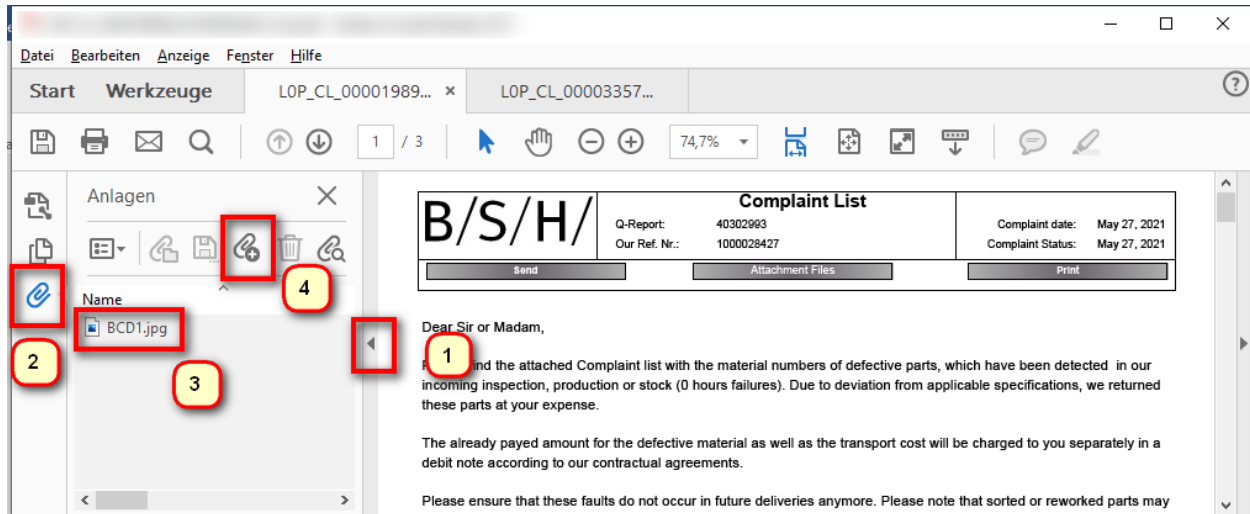 Datei Bearbeiten Anzeige Fenster Hilfe
Start Werkzeuge L0P_CL_00001989... × L0P_CL_00003357...
1 / 3 74,7%
Anlagen
4
Name
BCD1.jpg
2
3
1
B/S/H/
Complaint List
Q-Report: 40302993 Complaint date: May 27, 2021
Our Ref. Nr.: 1000028427 Complaint Status: May 27, 2021
Send Attachment Files Print
Dear Sir or Madam,
ind the attached Complaint list with the material numbers of defective parts, which have been detected in our
incoming inspection, production or stock (0 hours failures). Due to deviation from applicable specifications, we returned
these parts at your expense.
The already payed amount for the defective material as well as the transport cost will be charged to you separately in a
debit note according to our contractual agreements.
Please ensure that these faults do not occur in future deliveries anymore. Please note that sorted or reworked parts may